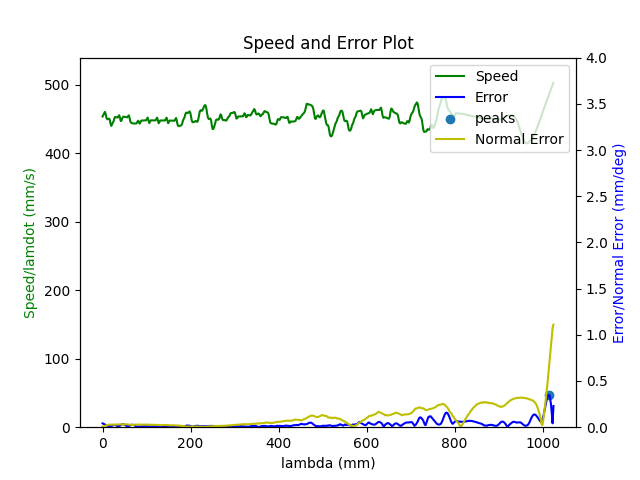 Speed and Error Plot
Speed
Error
peaks
Normal Error
Speed/lamdot (mm/s)
500
400
300
200
100
0
4.0
3.5
3.0
2.5
2.0
1.5
1.0
0.5
0.0
Error/Normal Error (mm/deg)
0 200 400 600 800 1000
lambda (mm)